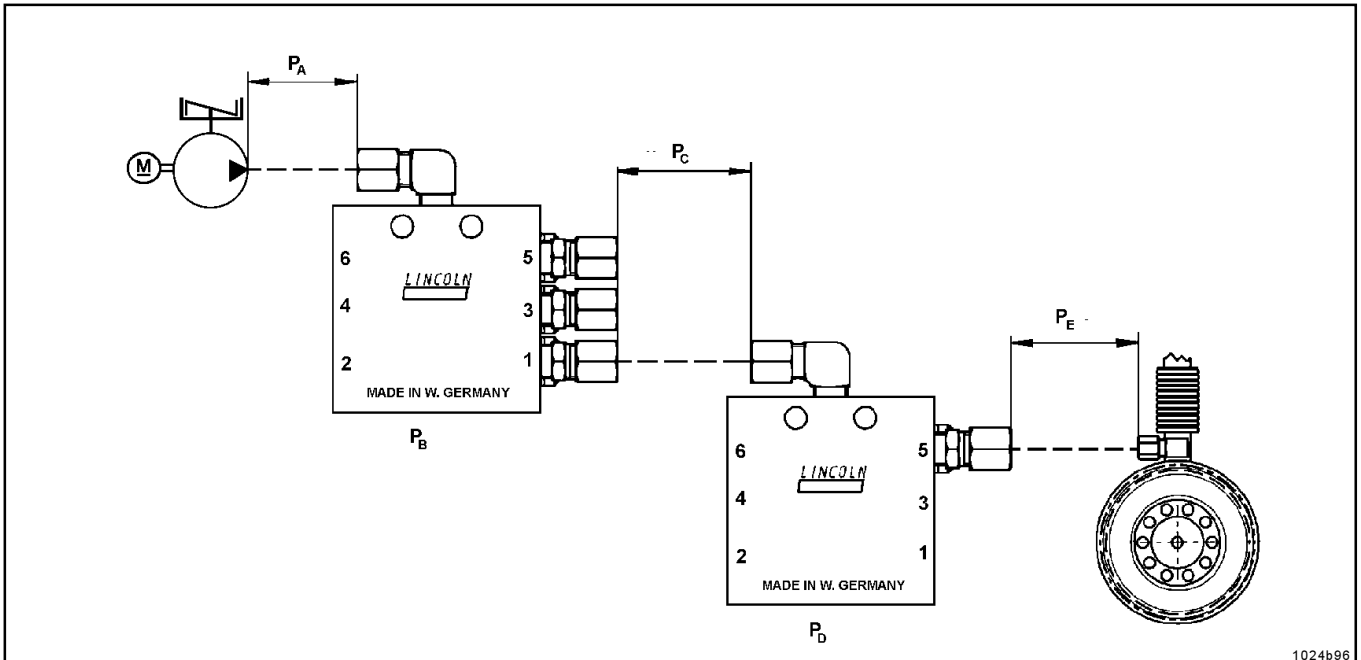 P_A
M
P_C
6 5
LINCOLN
4 3
2 1
MADE IN W. GERMANY
P_B
P_E
6 5
LINCOLN
4 3
2 1
MADE IN W. GERMANY
P_D
1024b96